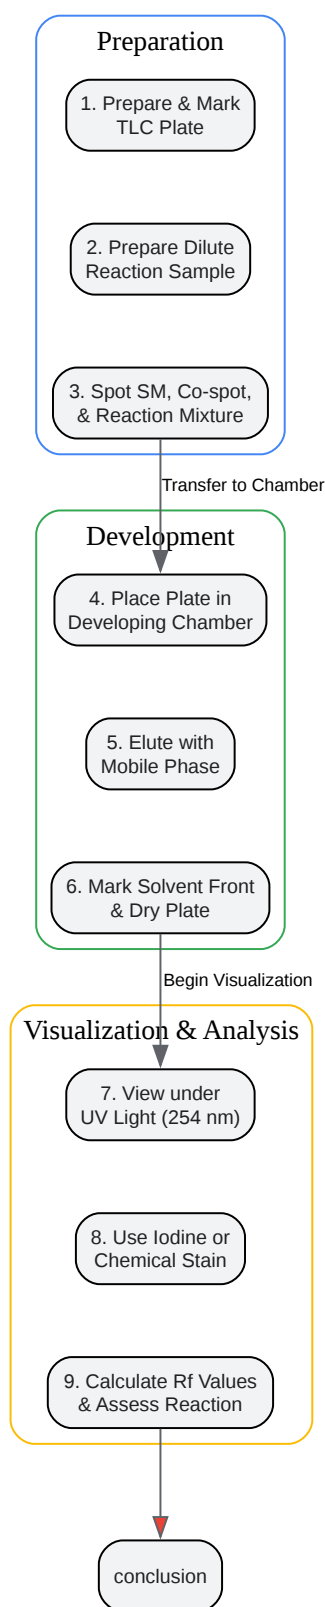 Preparation
1. Prepare & Mark
TLC Plate
2. Prepare Dilute
Reaction Sample
3. Spot SM, Co-spot,
& Reaction Mixture
Transfer to Chamber
Development
4. Place Plate in
Developing Chamber
5. Elute with
Mobile Phase
6. Mark Solvent Front
& Dry Plate
Begin Visualization
Visualization & Analysis
7. View under
UV Light (254 nm)
8. Use Iodine or
Chemical Stain
9. Calculate Rf Values
& Assess Reaction
conclusion